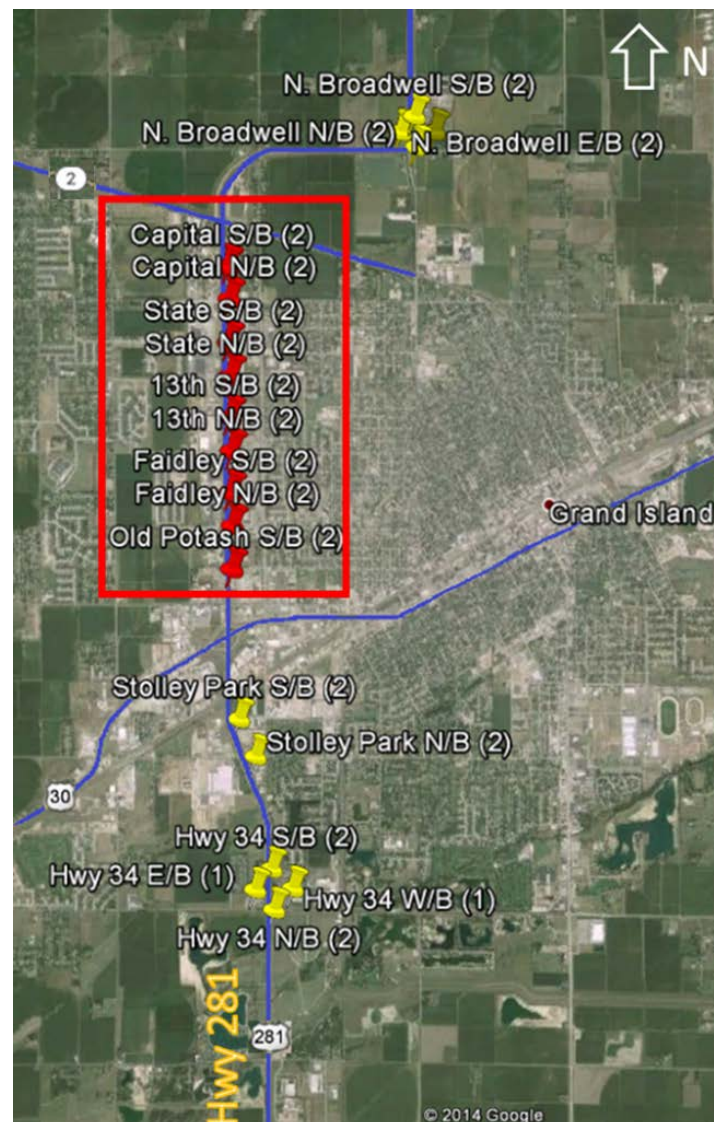 N
N. Broadwell S/B (2)
N. Broadwell N/B (2)
N. Broadwell E/B (2)
2
Capital S/B (2)
Capital N/B (2)
State S/B (2)
State N/B (2)
13th S/B (2)
13th N/B (2)
Faidley S/B (2)
Faidley N/B (2)
Grand Island
Old Potash S/B (2)
Stolley Park S/B (2)
Stolley Park N/B (2)
30
Hwy 34 S/B (2)
Hwy 34 E/B (1)
Hwy 34 W/B (1)
Hwy 34 N/B (2)
Hwy 281
281
© 2014 Google